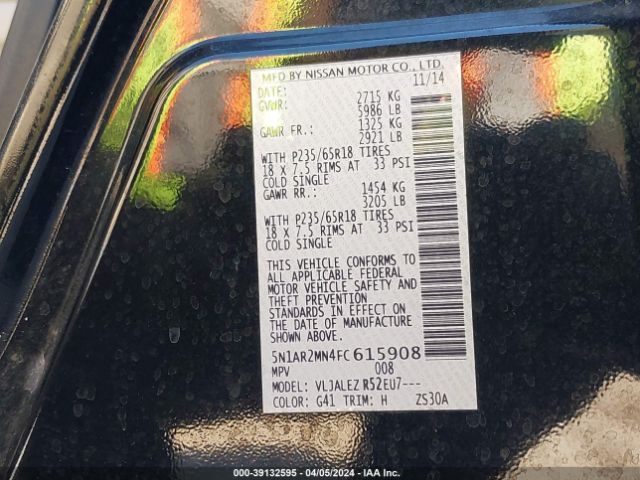 MFD BY NISSAN MOTOR CO., LTD.
DATE: 11/14
GVWR: 2715 KG
5986 LB
GAWR FR.: 1325 KG
2921 LB
WITH P235/65R18 TIRES
18 X 7.5 RIMS AT 33 PSI
COLD SINGLE
GAWR RR.: 1454 KG
3205 LB
WITH P235/65R18 TIRES
18 X 7.5 RIMS AT 33 PSI
COLD SINGLE
THIS VEHICLE CONFORMS TO
ALL APPLICABLE FEDERAL
MOTOR VEHICLE SAFETY AND
THEFT PREVENTION
STANDARDS IN EFFECT ON
THE DATE OF MANUFACTURE
SHOWN ABOVE.
5N1AR2MN4FC 615908
MPV 008
MODEL: VLJALEZ R52EU7---
COLOR: G41 TRIM: H ZS30A
000-39132595 - 04/05/2024 - IAA Inc.